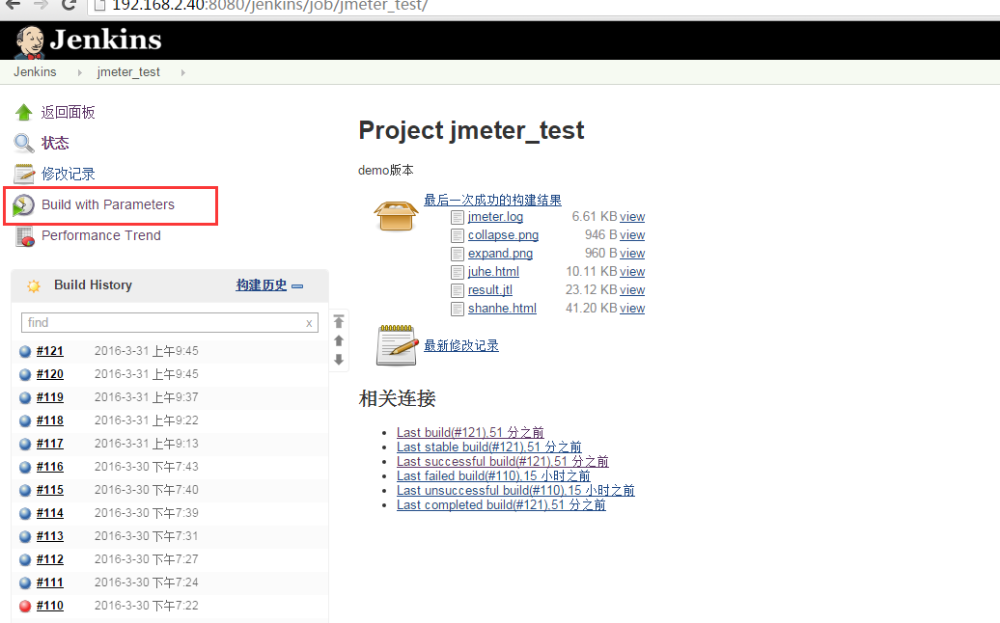 192.168.2.40:8080/jenkins/job/jmeter_test/
Jenkins
Jenkins jmeter_test
返回面板
状态
修改记录
Build with Parameters
Performance Trend
Build History 构建历史
find x
#121 2016-3-31 上午9:45
#120 2016-3-31 上午9:45
#119 2016-3-31 上午9:37
#118 2016-3-31 上午9:22
#117 2016-3-31 上午9:13
#116 2016-3-30 下午7:43
#115 2016-3-30 下午7:40
#114 2016-3-30 下午7:39
#113 2016-3-30 下午7:31
#112 2016-3-30 下午7:27
#111 2016-3-30 下午7:24
#110 2016-3-30 下午7:22
Project jmeter_test
demo版本
最后一次成功的构建结果
jmeter.log 6.61 KB view
collapse.png 946 B view
expand.png 960 B view
juhe.html 10.11 KB view
result.jtl 23.12 KB view
shanhe.html 41.20 KB view
最新修改记录
相关连接
Last build(#121),51 分之前
Last stable build(#121),51 分之前
Last successful build(#121),51 分之前
Last failed build(#110),15 小时之前
Last unsuccessful build(#110),15 小时之前
Last completed build(#121),51 分之前